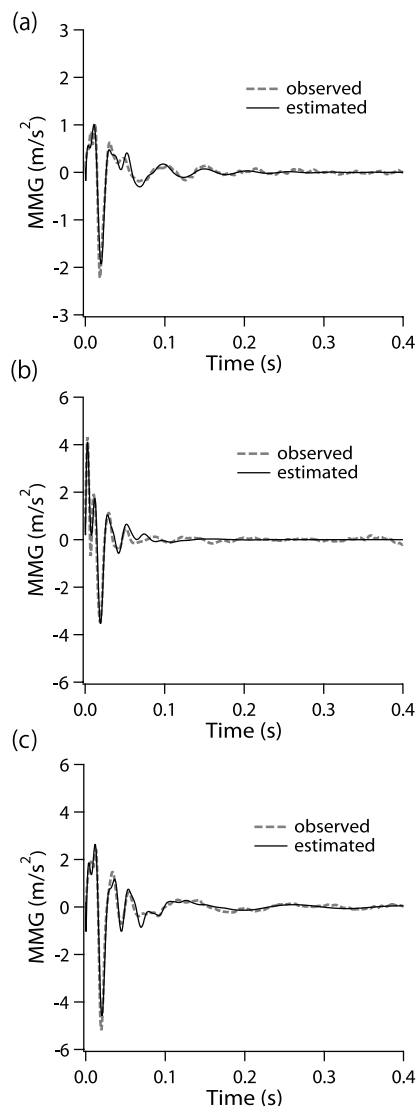 (a)
3
2
1
0
-1
-2
-3
MMG (m/s²)
observed
estimated
0.0 0.1 0.2 0.3 0.4
Time (s)
(b)
6
4
2
0
-2
-4
-6
MMG (m/s²)
observed
estimated
0.0 0.1 0.2 0.3 0.4
Time (s)
(c)
6
4
2
0
-2
-4
-6
MMG (m/s²)
observed
estimated
0.0 0.1 0.2 0.3 0.4
Time (s)